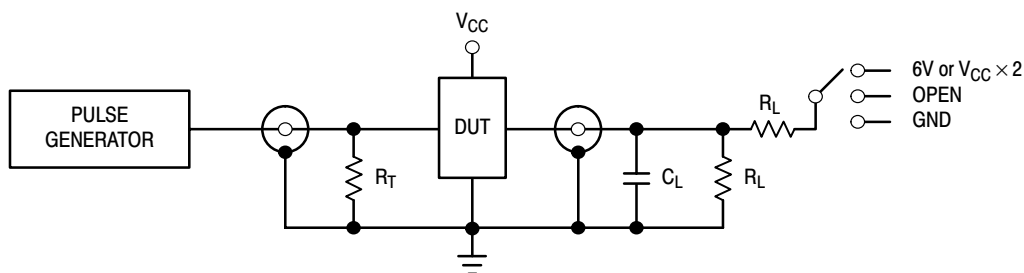 V_CC
PULSE
GENERATOR
DUT
R_T
C_L
R_L
R_L
6V or V_CC × 2
OPEN
GND